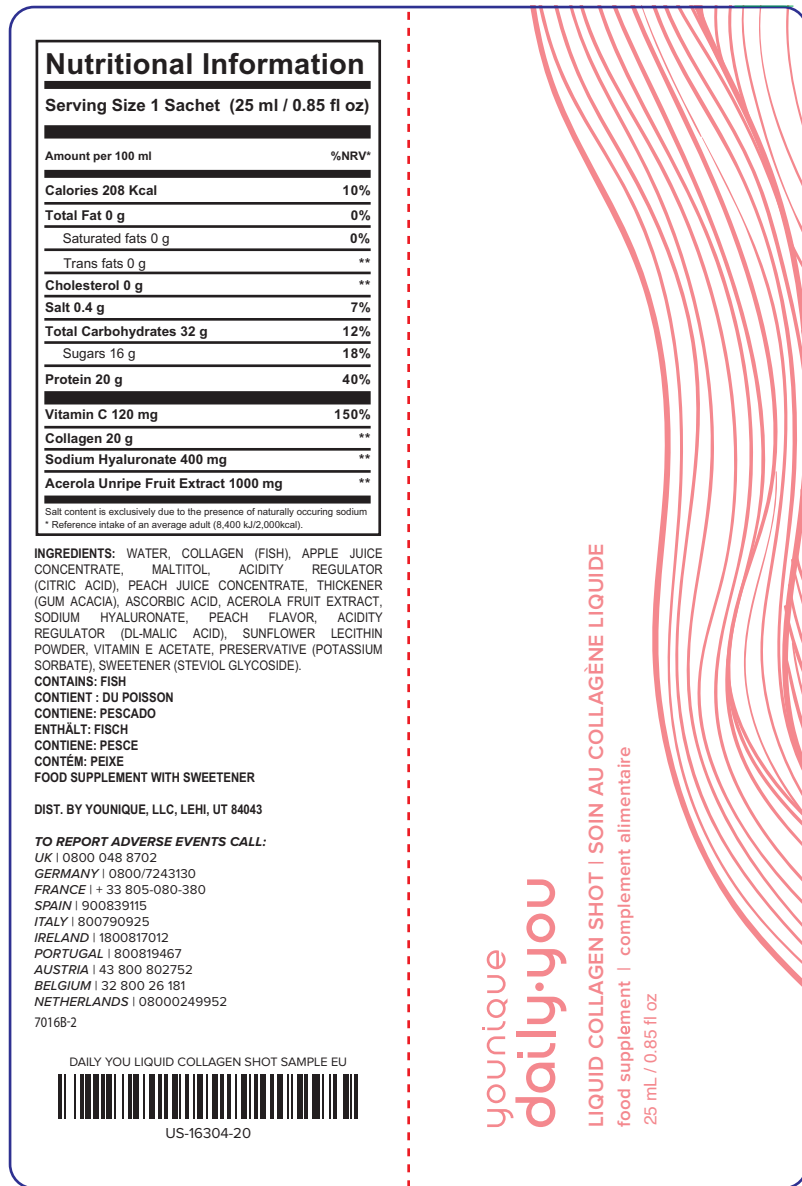 Nutritional Information
Serving Size 1 Sachet (25 ml / 0.85 fl oz)
Amount per 100 ml %NRV*
Calories 208 Kcal 10%
Total Fat 0 g 0%
Saturated fats 0 g 0%
Trans fats 0 g **
Cholesterol 0 g **
Salt 0.4 g 7%
Total Carbohydrates 32 g 12%
Sugars 16 g 18%
Protein 20 g 40%
Vitamin C 120 mg 150%
Collagen 20 g **
Sodium Hyaluronate 400 mg **
Acerola Unripe Fruit Extract 1000 mg **
Salt content is exclusively due to the presence of naturally occuring sodium
* Reference intake of an average adult (8,400 kJ/2,000kcal).
INGREDIENTS: WATER, COLLAGEN (FISH), APPLE JUICE
CONCENTRATE, MALTITOL, ACIDITY REGULATOR
(CITRIC ACID), PEACH JUICE CONCENTRATE, THICKENER
(GUM ACACIA), ASCORBIC ACID, ACEROLA FRUIT EXTRACT,
SODIUM HYALURONATE, PEACH FLAVOR, ACIDITY
REGULATOR (DL-MALIC ACID), SUNFLOWER LECITHIN
POWDER, VITAMIN E ACETATE, PRESERVATIVE (POTASSIUM
SORBATE), SWEETENER (STEVIOL GLYCOSIDE).
CONTAINS: FISH
CONTIENT : DU POISSON
CONTIENE: PESCADO
ENTHÄLT: FISCH
CONTIENE: PESCE
CONTÉM: PEIXE
FOOD SUPPLEMENT WITH SWEETENER
DIST. BY YOUNIQUE, LLC, LEHI, UT 84043
TO REPORT ADVERSE EVENTS CALL:
UK | 0800 048 8702
GERMANY | 0800/7243130
FRANCE | + 33 805-080-380
SPAIN | 900839115
ITALY | 800790925
IRELAND | 1800817012
PORTUGAL | 800819467
AUSTRIA | 43 800 802752
BELGIUM | 32 800 26 181
NETHERLANDS | 08000249952
7016B-2
DAILY YOU LIQUID COLLAGEN SHOT SAMPLE EU
US-16304-20
younique
daily·you
LIQUID COLLAGEN SHOT | SOIN AU COLLAGÈNE LIQUIDE
food supplement | complement alimentaire
25 mL / 0.85 fl oz